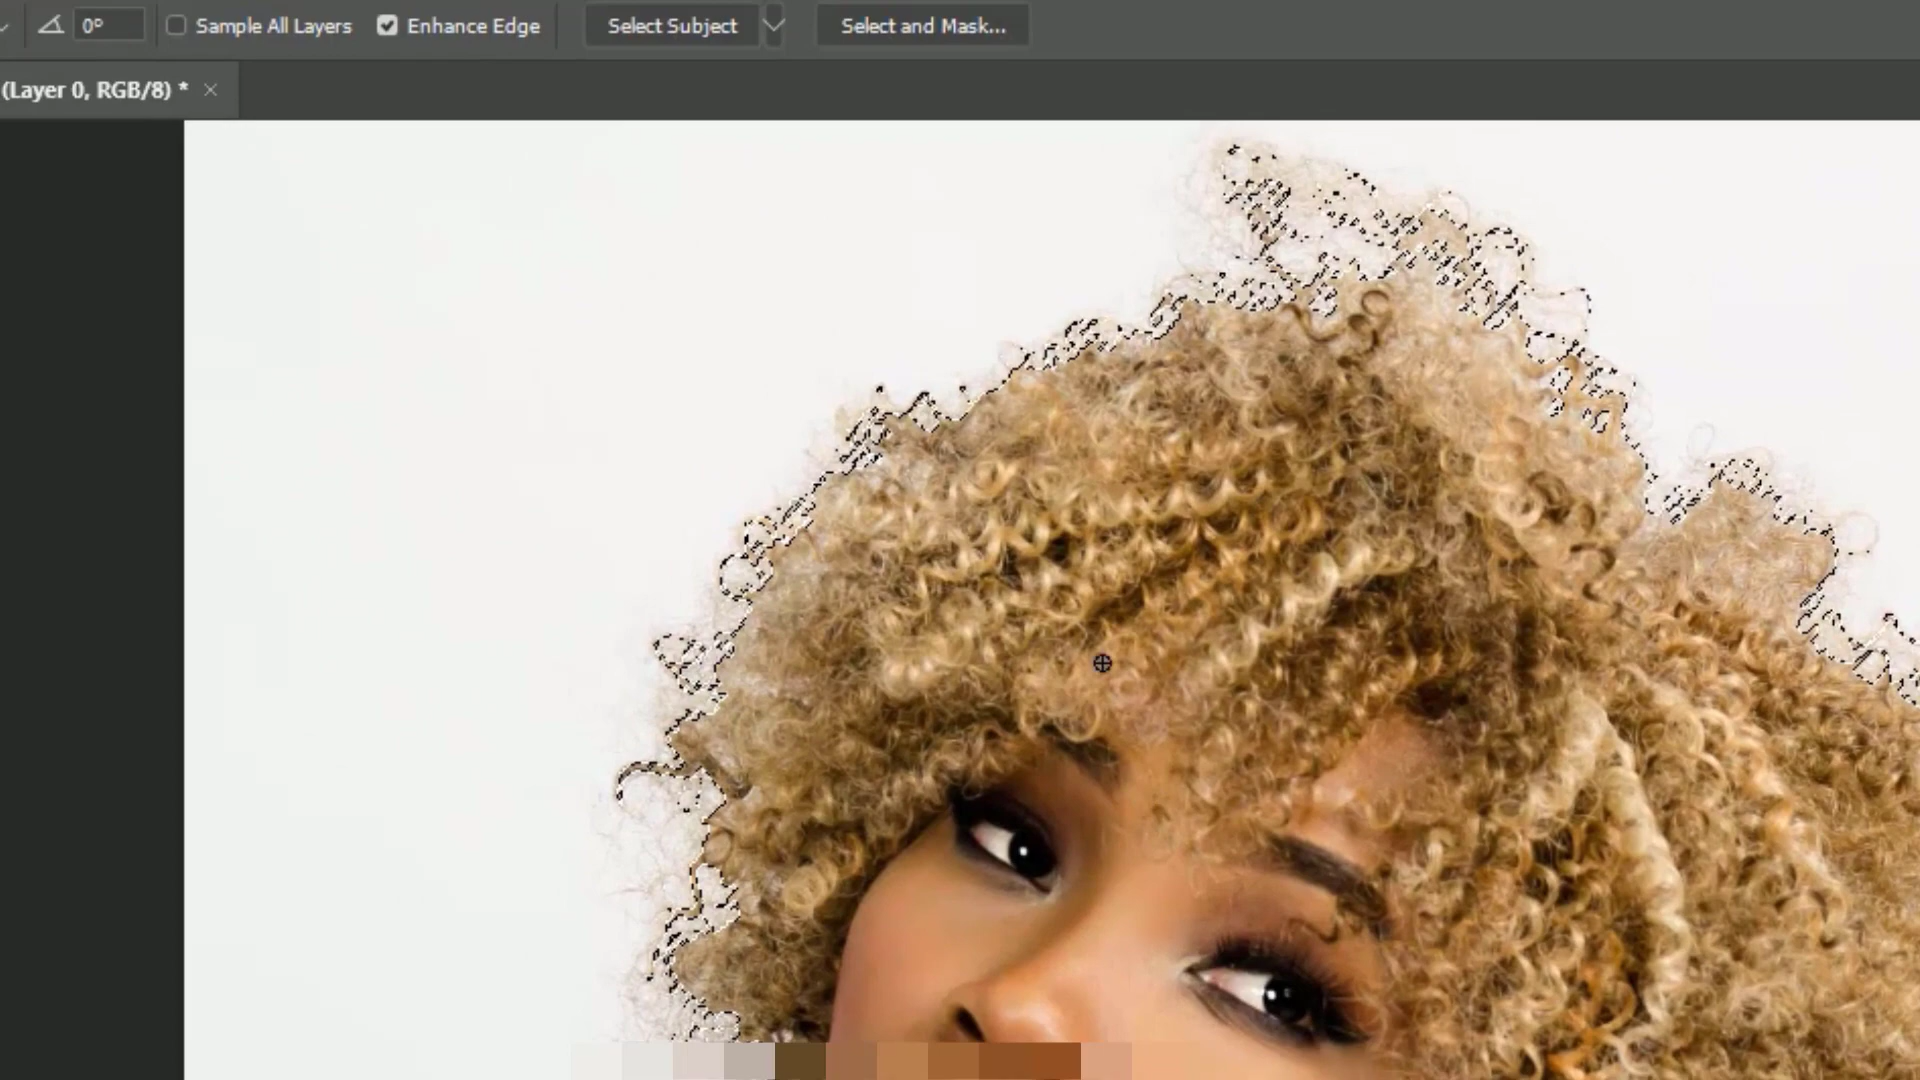 0° Sample All Layers Enhance Edge Select Subject Select and Mask...
(Layer 0, RGB/8) * ×